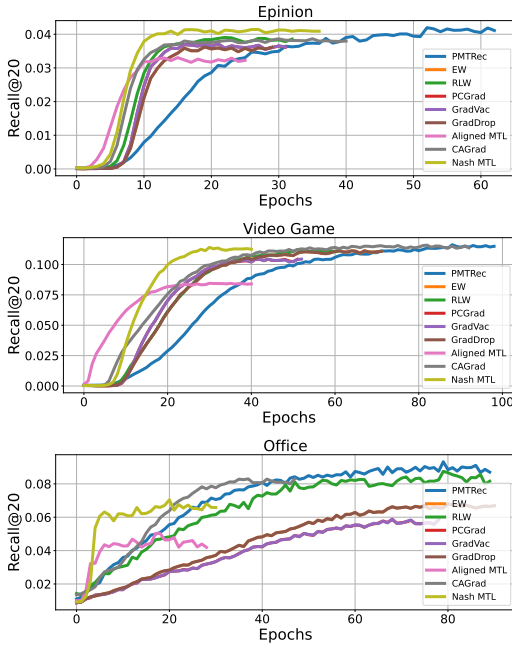 Epinion
Recall@20
0.04
0.03
0.02
0.01
0.00
PMTRec
EW
RLW
PCGrad
GradVac
GradDrop
Aligned MTL
CAGrad
Nash MTL
0 10 20 30 40 50 60
Epochs
Video Game
Recall@20
0.100
0.075
0.050
0.025
0.000
PMTRec
EW
RLW
PCGrad
GradVac
GradDrop
Aligned MTL
CAGrad
Nash MTL
0 20 40 60 80 100
Epochs
Office
Recall@20
0.08
0.06
0.04
0.02
PMTRec
EW
RLW
PCGrad
GradVac
GradDrop
Aligned MTL
CAGrad
Nash MTL
0 20 40 60 80
Epochs